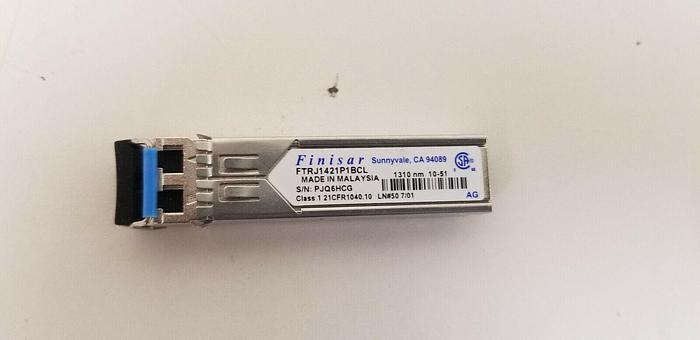 Finisar Sunnyvale, CA 94089
FTRJ1421P1BCL
MADE IN MALAYSIA 1310 nm 10-51
S/N: PJQ6HCG
Class 1 21CFR1040.10 LN#50 7/01 AG